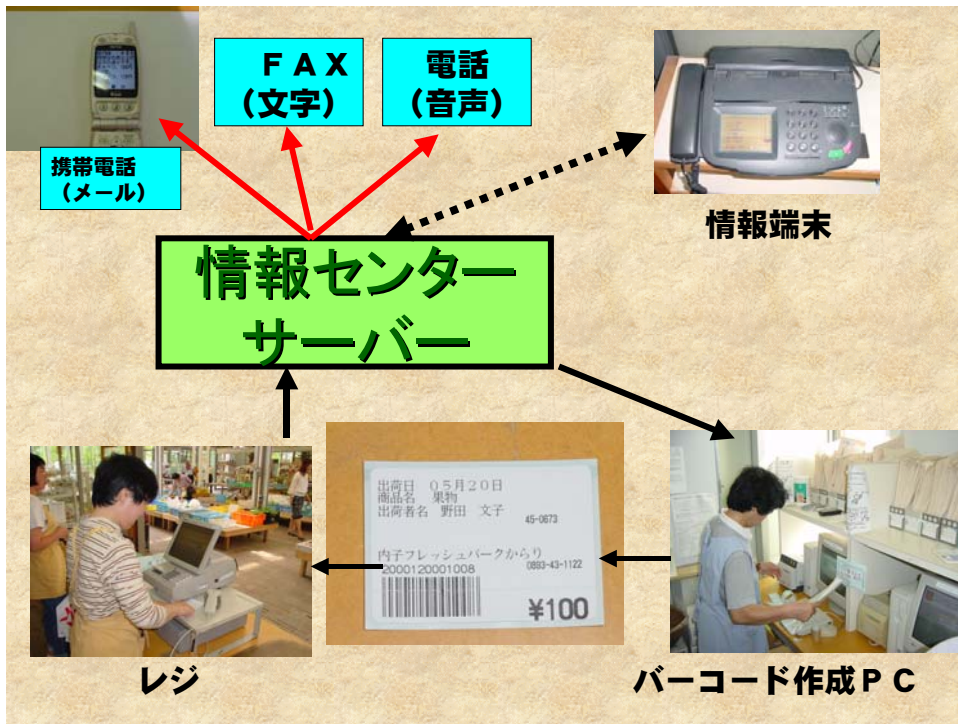 ＦＡＸ
（文字）
電話
（音声）
携帯電話
（メール）
情報端末
情報センター
サーバー
出荷日 05月20日
商品名 果物
出荷者名 野田 文子
45-0673
内子フレッシュパークからり
2000120001008
0893-43-1122
¥100
レジ
バーコード作成ＰＣ